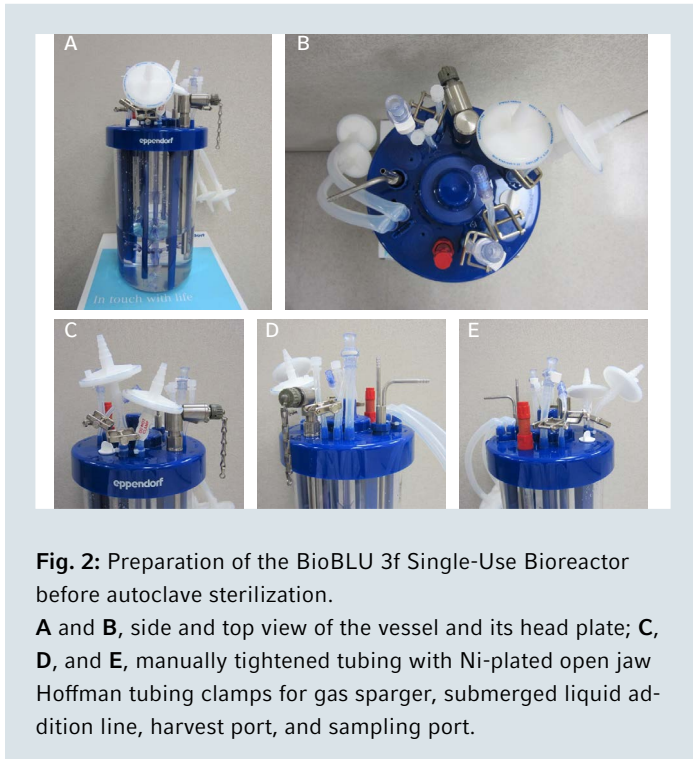 A
B
eppendorf
In touch with life
C
D
E
eppendorf
Fig. 2: Preparation of the BioBLU 3f Single-Use Bioreactor
before autoclave sterilization.
A and B, side and top view of the vessel and its head plate; C,
D, and E, manually tightened tubing with Ni-plated open jaw
Hoffman tubing clamps for gas sparger, submerged liquid ad-
dition line, harvest port, and sampling port.